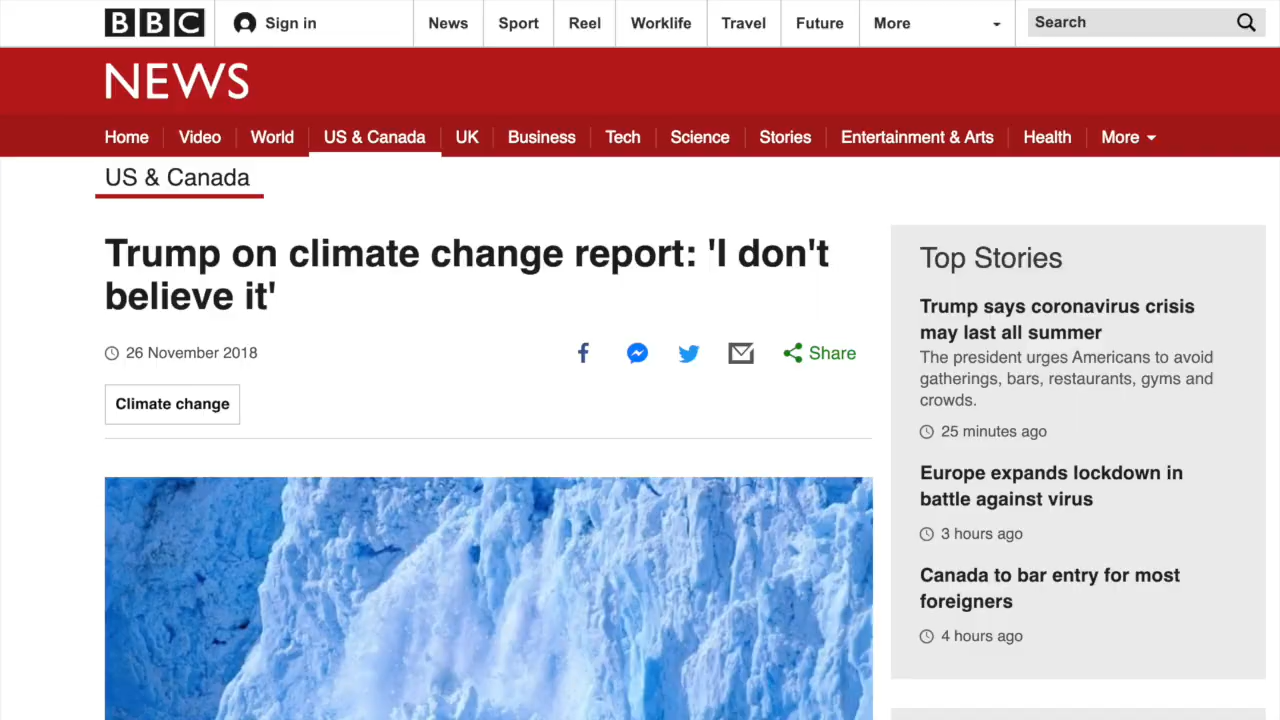 BBC Sign in News Sport Reel Worklife Travel Future More Search
NEWS
Home Video World US & Canada UK Business Tech Science Stories Entertainment & Arts Health More
US & Canada
Trump on climate change report: 'I don't
believe it'
26 November 2018
Share
Climate change
Top Stories
Trump says coronavirus crisis
may last all summer
The president urges Americans to avoid
gatherings, bars, restaurants, gyms and
crowds.
25 minutes ago
Europe expands lockdown in
battle against virus
3 hours ago
Canada to bar entry for most
foreigners
4 hours ago